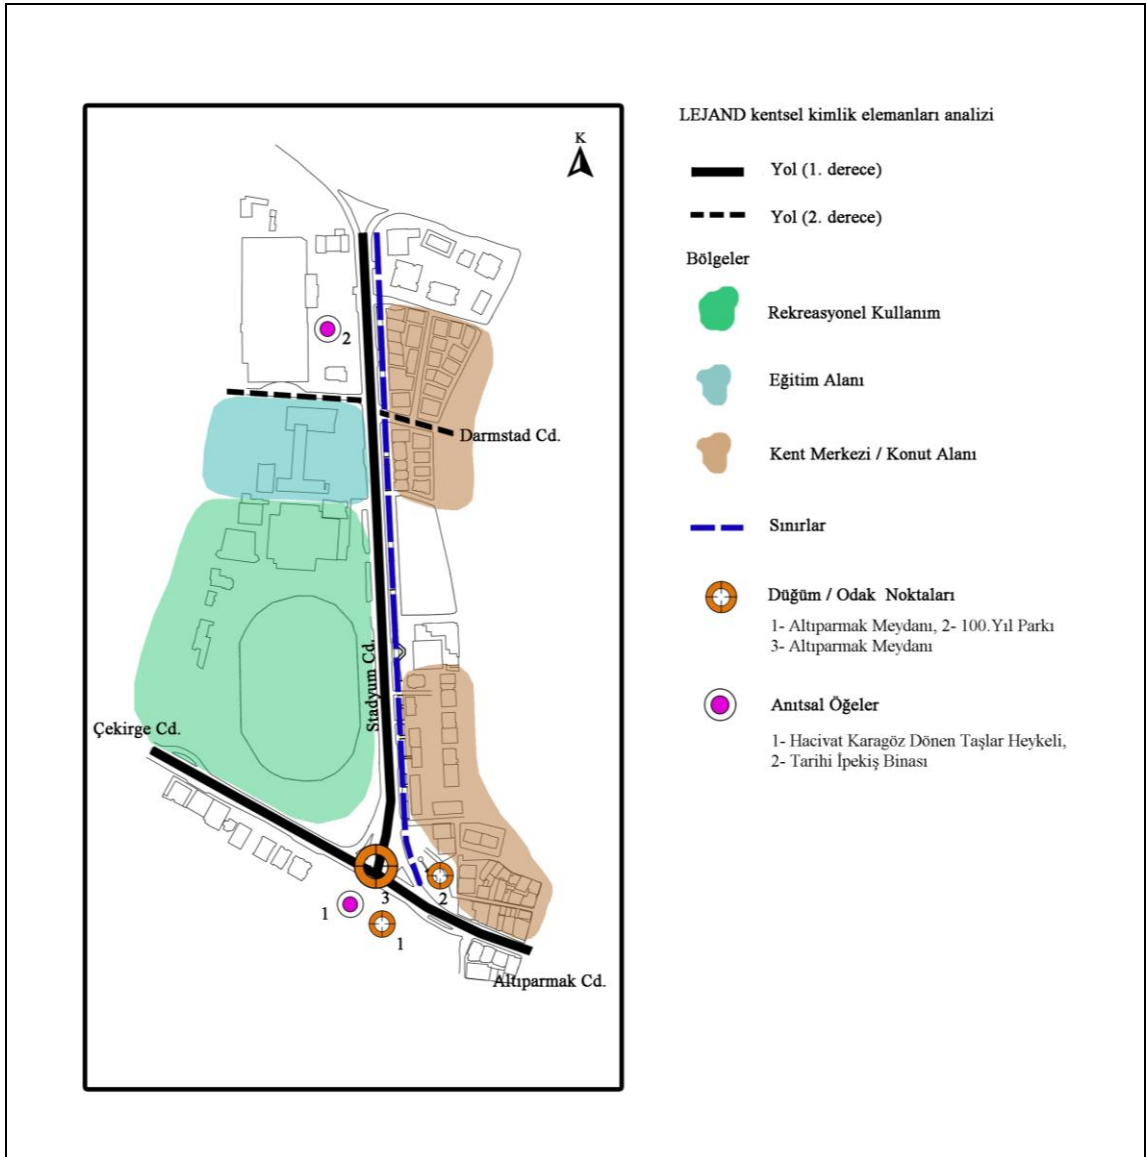 K
2
Darmstad Cd.
Stadyum Cd.
Çekirge Cd.
3
2
1
1
Altıparmak Cd.
LEJAND kentsel kimlik elemanları analizi
Yol (1. derece)
Yol (2. derece)
Bölgeler
Rekreasyonel Kullanım
Eğitim Alanı
Kent Merkezi / Konut Alanı
Sınırlar
Düğüm / Odak Noktaları
1- Altıparmak Meydanı, 2- 100.Yıl Parkı
3- Altıparmak Meydanı
Anıtsal Öğeler
1- Hacivat Karagöz Dönen Taşlar Heykeli,
2- Tarihi İpekiş Binası